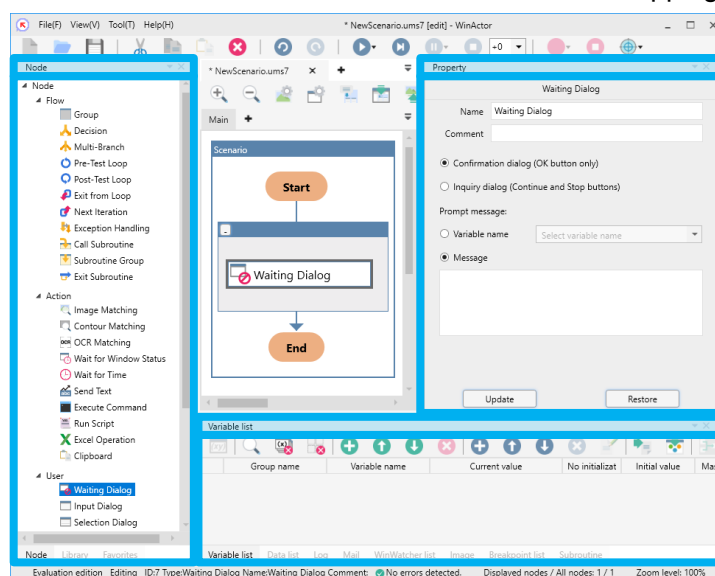 File(F) View(V) Tool(T) Help(H)
* NewScenario.ums7 [edit] - WinActor
+0
Node
Node
Flow
Group
Decision
Multi-Branch
Pre-Test Loop
Post-Test Loop
Exit from Loop
Next Iteration
Exception Handling
Call Subroutine
Subroutine Group
Exit Subroutine
Action
Image Matching
Contour Matching
OCR Matching
Wait for Window Status
Wait for Time
Send Text
Execute Command
Run Script
Excel Operation
Clipboard
User
Waiting Dialog
Input Dialog
Selection Dialog
Node Library Favorites
* NewScenario.ums7
Main
Scenario
Start
Waiting Dialog
End
Property
Waiting Dialog
Name Waiting Dialog
Comment
Confirmation dialog (OK button only)
Inquiry dialog (Continue and Stop buttons)
Prompt message:
Variable name Select variable name
Message
Update Restore
Variable list
Group name Variable name Current value No initializat Initial value Mas
Variable list Data list Log Mail WinWatcher list Image Breakpoint list Subroutine
Evaluation edition Editing ID:7 Type:Waiting Dialog Name:Waiting Dialog Comment: No errors detected. Displayed nodes / All nodes: 1 / 1 Zoom level: 100%